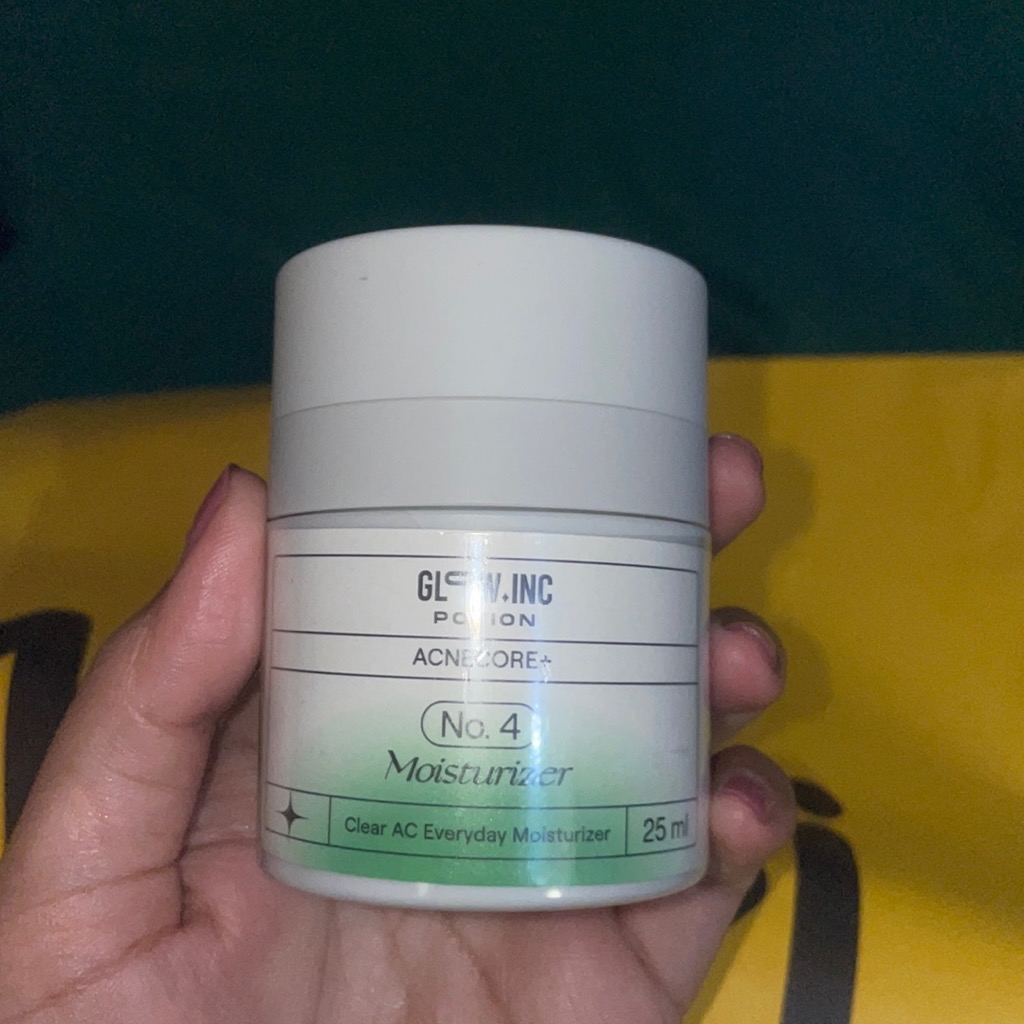 GLOW.INC
POTION
ACNECORE+
No. 4
Moisturizer
Clear AC Everyday Moisturizer
25 ml